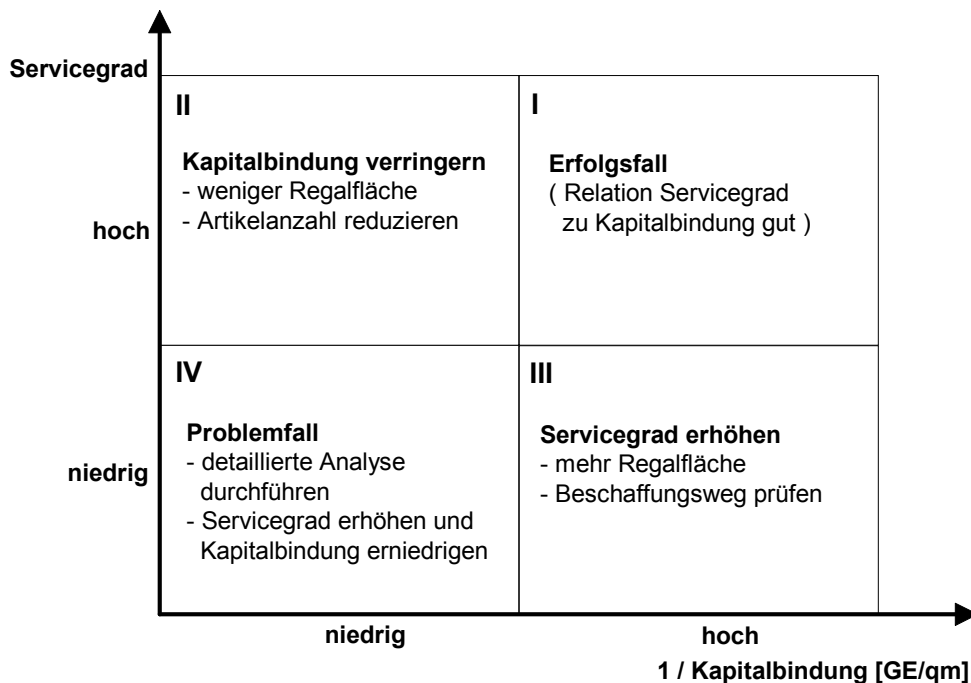 Servicegrad
II
Kapitalbindung verringern
- weniger Regalfläche
- Artikelanzahl reduzieren
I
Erfolgsfall
( Relation Servicegrad
zu Kapitalbindung gut )
hoch
IV
Problemfall
- detaillierte Analyse
durchführen
- Servicegrad erhöhen und
Kapitalbindung erniedrigen
III
Servicegrad erhöhen
- mehr Regalfläche
- Beschaffungsweg prüfen
niedrig
niedrig
hoch
1 / Kapitalbindung [GE/qm]